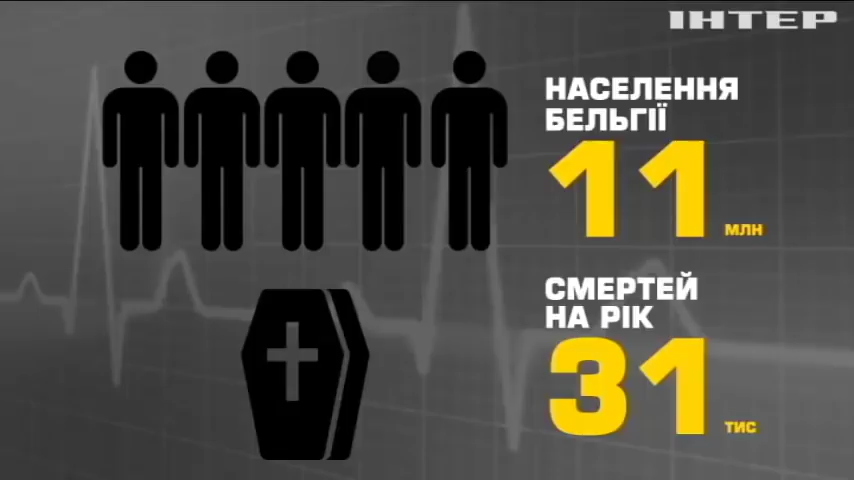 ІНТЕР
НАСЕЛЕННЯ
БЕЛЬГІЇ
11 МЛН
СМЕРТЕЙ
НА РІК
31 ТИС